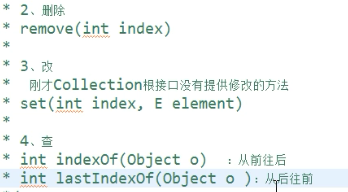 * 2、删除
* remove(int index)
*
* 3、改
* 刚才Collection根接口没有提供修改的方法
* set(int index, E element)
*
* 4、查
* int indexOf(Object o) ：从前往后
* int lastIndexOf(Object o )：从后往前